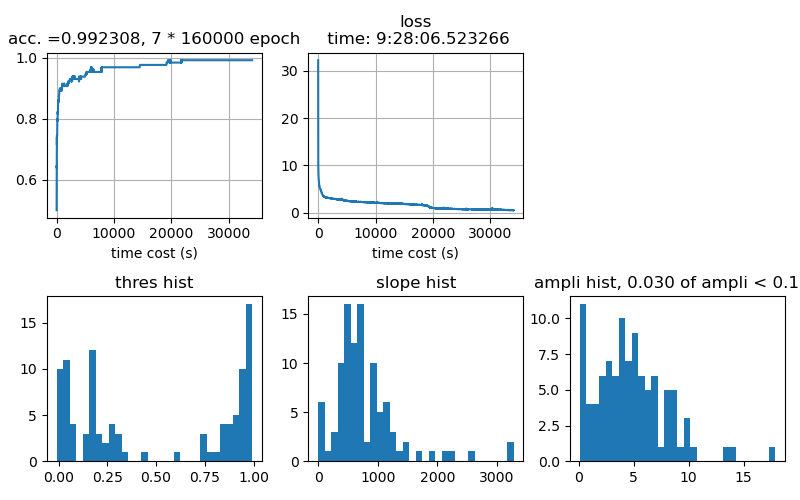 acc. =0.992308, 7 * 160000 epoch
1.0
0.8
0.6
0 10000 20000 30000
time cost (s)
loss
time: 9:28:06.523266
30
20
10
0
0 10000 20000 30000
time cost (s)
thres hist
15
10
5
0
0.00 0.25 0.50 0.75 1.00
slope hist
15
10
5
0
0 1000 2000 3000
ampli hist, 0.030 of ampli < 0.1
10.0
7.5
5.0
2.5
0.0
0 5 10 15